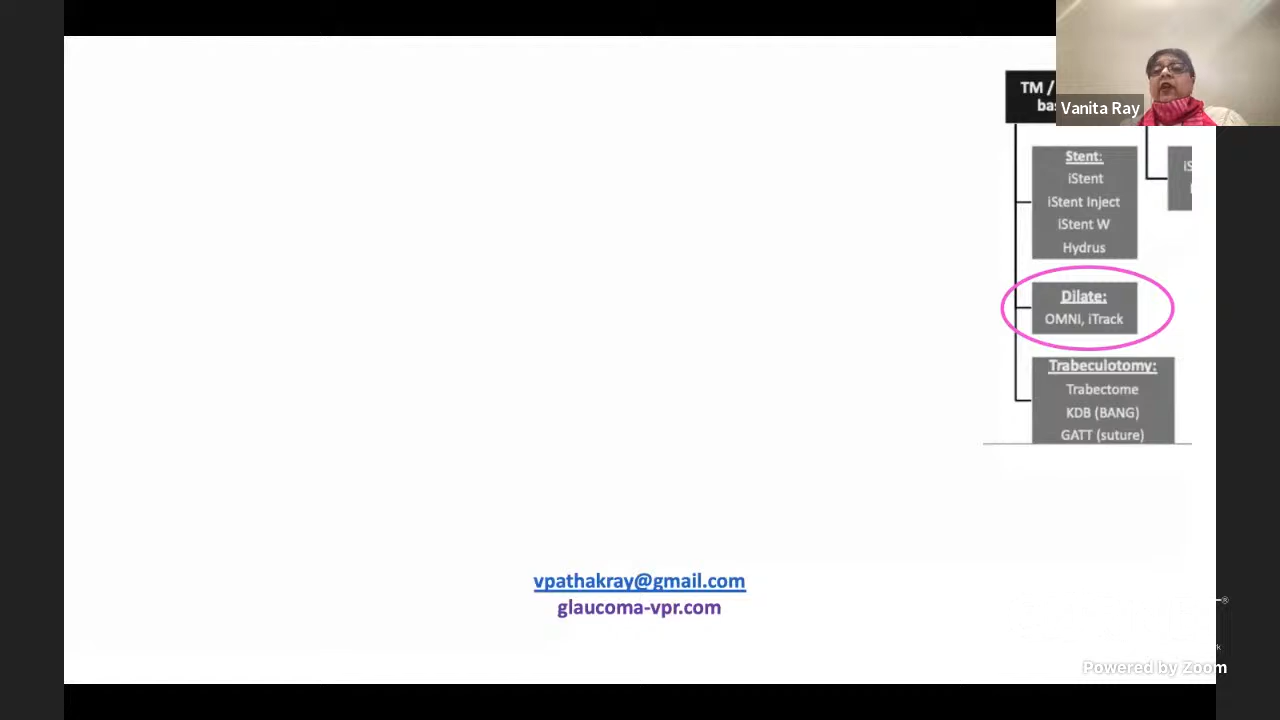 TM /
Vanita Ray
Stent:
iStent
iStent Inject
iStent W
Hydrus
Dilate:
OMNI, iTrack
Trabeculotomy:
Trabectome
KDB (BANG)
GATT (suture)
vpathakray@gmail.com
glaucoma-vpr.com
Powered by Zoom